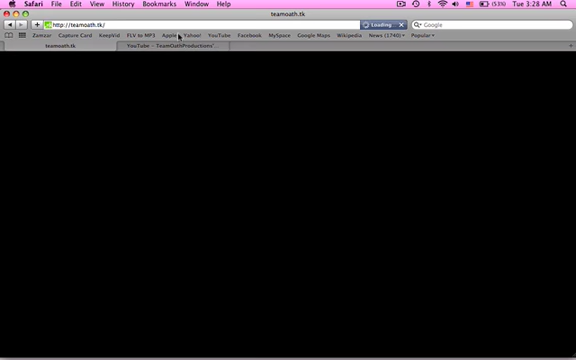 Safari File Edit View History Bookmarks Window Help (53%) Tue 3:28 AM
teamoath.tk
http://teamoath.tk/ Loading Google
Zamzar Capture Card KeepVid FLV to MP3 Apple Yahoo! YouTube Facebook MySpace Google Maps Wikipedia News (1740) Popular
teamoath.tk YouTube - TeamOathProductions'...